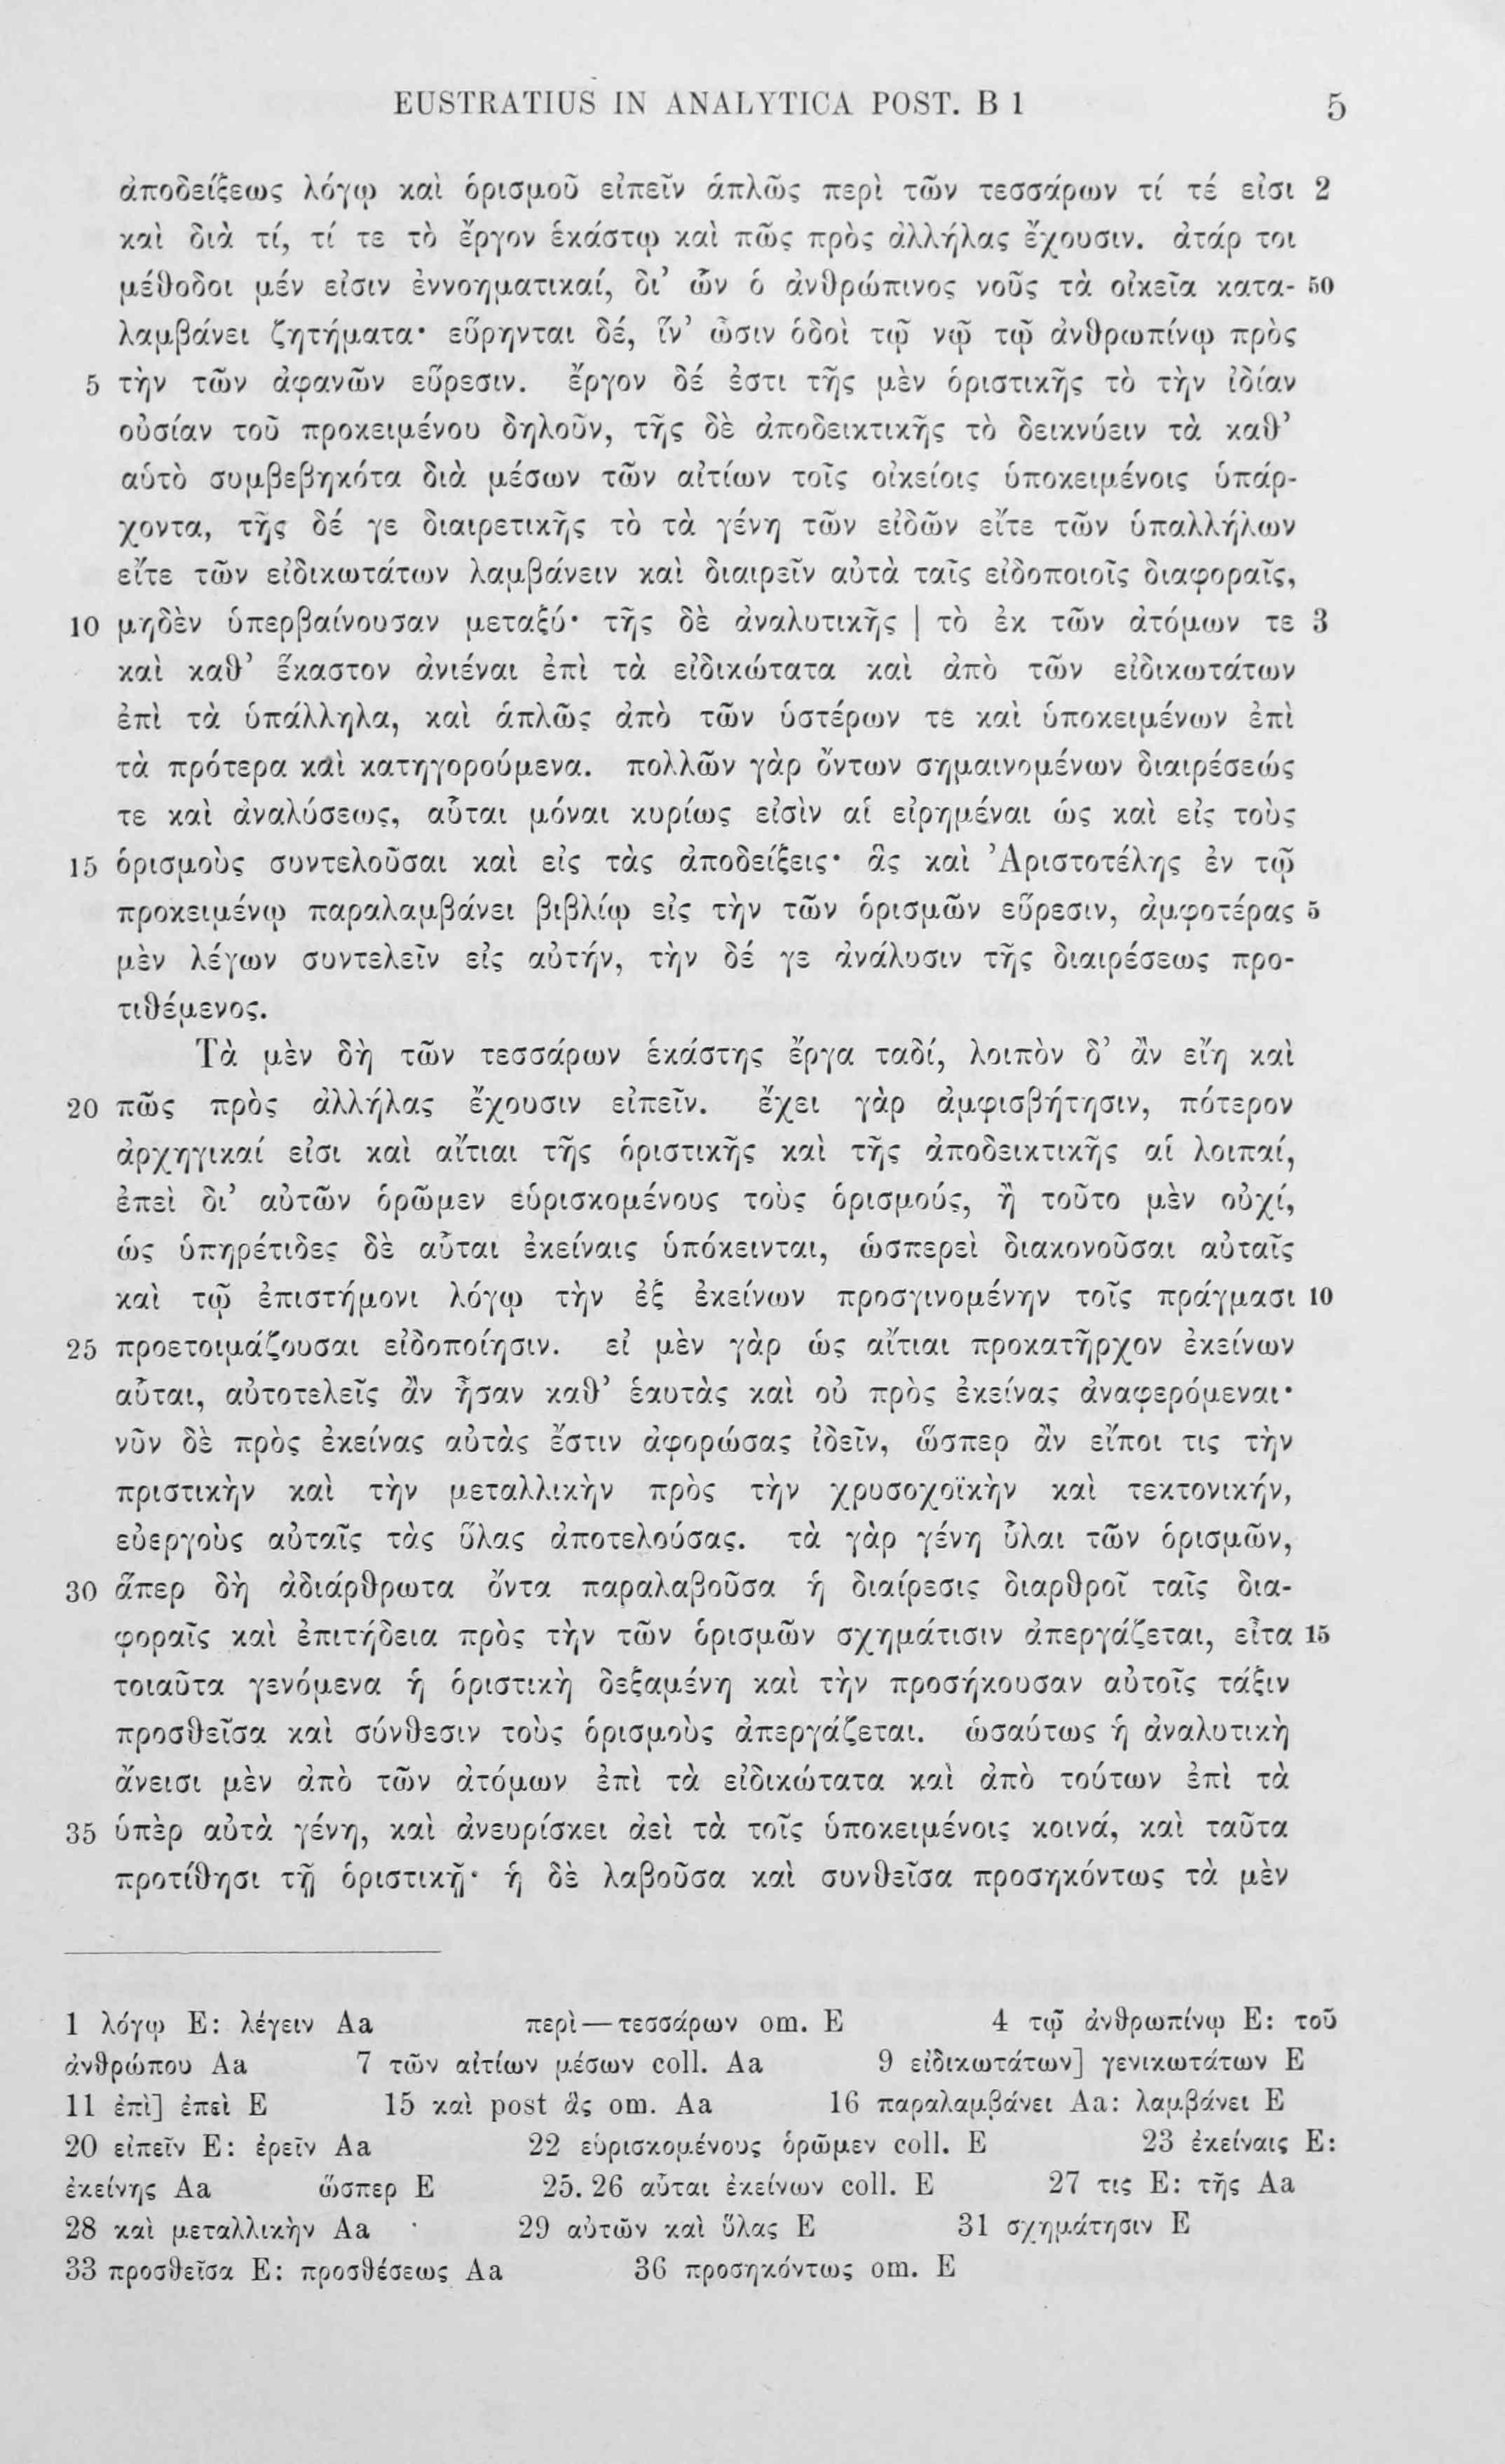 EUSTRATIUS IN ANALYTICA POST. B 1 5
ἀποδείξεως λόγῳ καὶ ὁρισμοῦ εἰπεῖν ἁπλῶς περὶ τῶν τεσσάρων τί τέ εἰσι 2
καὶ διὰ τί, τί τε τὸ ἔργον ἑκάστῳ καὶ πῶς πρὸς ἀλλήλας ἔχουσιν. ἀτάρ τοι
μέθοδοι μέν εἰσιν ἐννοηματικαί, δι’ ὧν ὁ ἀνθρώπινος νοῦς τὰ οἰκεῖα κατα- 50
λαμβάνει ζητήματα· εὕρηνται δέ, ἵν’ ὦσιν ὁδοὶ τῷ νῷ τῷ ἀνθρωπίνῳ πρὸς
5 τὴν τῶν ἀφανῶν εὕρεσιν. ἔργον δέ ἐστι τῆς μὲν ὁριστικῆς τὸ τὴν ἰδίαν
οὐσίαν τοῦ προκειμένου δηλοῦν, τῆς δὲ ἀποδεικτικῆς τὸ δεικνύειν τὰ καθ’
αὑτὸ συμβεβηκότα διὰ μέσων τῶν αἰτίων τοῖς οἰκείοις ὑποκειμένοις ὑπάρ-
χοντα, τῆς δέ γε διαιρετικῆς τὸ τὰ γένη τῶν εἰδῶν εἴτε τῶν ὑπαλλήλων
εἴτε τῶν εἰδικωτάτων λαμβάνειν καὶ διαιρεῖν αὐτὰ ταῖς εἰδοποιοῖς διαφοραῖς,
10 μηδὲν ὑπερβαίνουσαν μεταξύ· τῆς δὲ ἀναλυτικῆς | τὸ ἐκ τῶν ἀτόμων τε 3
καὶ καθ’ ἕκαστον ἀνιέναι ἐπὶ τὰ εἰδικώτατα καὶ ἀπὸ τῶν εἰδικωτάτων
ἐπὶ τὰ ὑπάλληλα, καὶ ἁπλῶς ἀπὸ τῶν ὑστέρων τε καὶ ὑποκειμένων ἐπὶ
τὰ πρότερα καὶ κατηγορούμενα. πολλῶν γὰρ ὄντων σημαινομένων διαιρέσεώς
τε καὶ ἀναλύσεως, αὗται μόναι κυρίως εἰσὶν αἱ εἰρημέναι ὡς καὶ εἰς τοὺς
15 ὁρισμοὺς συντελοῦσαι καὶ εἰς τὰς ἀποδείξεις· ἃς καὶ Ἀριστοτέλης ἐν τῷ
προκειμένῳ παραλαμβάνει βιβλίῳ εἰς τὴν τῶν ὁρισμῶν εὕρεσιν, ἀμφοτέρας 5
μὲν λέγων συντελεῖν εἰς αὐτήν, τὴν δέ γε ἀνάλυσιν τῆς διαιρέσεως προ-
τιθέμενος.
Τὰ μὲν δὴ τῶν τεσσάρων ἑκάστης ἔργα ταδί, λοιπὸν δ’ ἂν εἴη καὶ
20 πῶς πρὸς ἀλλήλας ἔχουσιν εἰπεῖν. ἔχει γὰρ ἀμφισβήτησιν, πότερον
ἀρχηγικαί εἰσι καὶ αἴτιαι τῆς ὁριστικῆς καὶ τῆς ἀποδεικτικῆς αἱ λοιπαί,
ἐπεὶ δι’ αὐτῶν ὁρῶμεν εὑρισκομένους τοὺς ὁρισμούς, ἢ τοῦτο μὲν οὐχί,
ὡς ὑπηρέτιδες δὲ αὗται ἐκείναις ὑπόκεινται, ὡσπερεὶ διακονοῦσαι αὐταῖς
καὶ τῷ ἐπιστήμονι λόγῳ τὴν ἐξ ἐκείνων προσγινομένην τοῖς πράγμασι 10
25 προετοιμάζουσαι εἰδοποίησιν. εἰ μὲν γὰρ ὡς αἴτιαι προκατῆρχον ἐκείνων
αὗται, αὐτοτελεῖς ἂν ἦσαν καθ’ ἑαυτὰς καὶ οὐ πρὸς ἐκείνας ἀναφερόμεναι·
νῦν δὲ πρὸς ἐκείνας αὐτὰς ἔστιν ἀφορώσας ἰδεῖν, ὥσπερ ἂν εἴποι τις τὴν
πριστικὴν καὶ τὴν μεταλλικὴν πρὸς τὴν χρυσοχοϊκὴν καὶ τεκτονικήν,
εὐεργοὺς αὐταῖς τὰς ὕλας ἀποτελούσας. τὰ γὰρ γένη ὗλαι τῶν ὁρισμῶν,
30 ἅπερ δὴ ἀδιάρθρωτα ὄντα παραλαβοῦσα ἡ διαίρεσις διαρθροῖ ταῖς δια-
φοραῖς καὶ ἐπιτήδεια πρὸς τὴν τῶν ὁρισμῶν σχημάτισιν ἀπεργάζεται, εἶτα 15
τοιαῦτα γενόμενα ἡ ὁριστικὴ δεξαμένη καὶ τὴν προσήκουσαν αὐτοῖς τάξιν
προσθεῖσα καὶ σύνθεσιν τοὺς ὁρισμοὺς ἀπεργάζεται. ὡσαύτως ἡ ἀναλυτικὴ
ἄνεισι μὲν ἀπὸ τῶν ἀτόμων ἐπὶ τὰ εἰδικώτατα καὶ ἀπὸ τούτων ἐπὶ τὰ
35 ὑπὲρ αὐτὰ γένη, καὶ ἀνευρίσκει ἀεὶ τὰ τοῖς ὑποκειμένοις κοινά, καὶ ταῦτα
προτίθησι τῇ ὁριστικῇ· ἡ δὲ λαβοῦσα καὶ συνθεῖσα προσηκόντως τὰ μὲν
1 λόγῳ E: λέγειν Aa περὶ—τεσσάρων om. E 4 τῷ ἀνθρωπίνῳ E: τοῦ
ἀνθρώπου Aa 7 τῶν αἰτίων μέσων coll. Aa 9 εἰδικωτάτων] γενικωτάτων E
11 ἐπὶ] ἐπεὶ E 15 καὶ post ἃς om. Aa 16 παραλαμβάνει Aa: λαμβάνει E
20 εἰπεῖν E: ἐρεῖν Aa 22 εὑρισκομένους ὁρῶμεν coll. E 23 ἐκείναις E:
ἐκείνης Aa ὥσπερ E 25. 26 αὗται ἐκείνων coll. E 27 τις E: τῆς Aa
28 καὶ μεταλλικὴν Aa 29 αὐτῶν καὶ ὕλας E 31 σχημάτησιν E
33 προσθεῖσα E: προσθέσεως Aa 36 προσηκόντως om. E